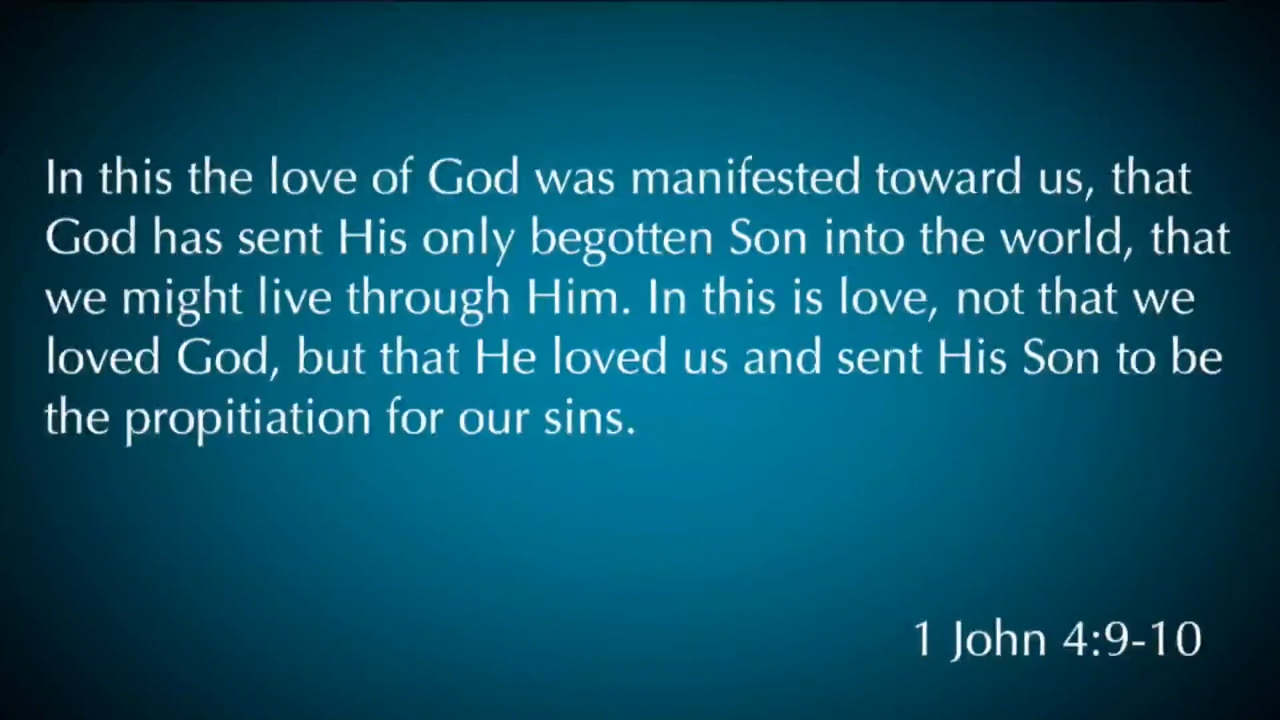 In this the love of God was manifested toward us, that
God has sent His only begotten Son into the world, that
we might live through Him. In this is love, not that we
loved God, but that He loved us and sent His Son to be
the propitiation for our sins.
1 John 4:9-10